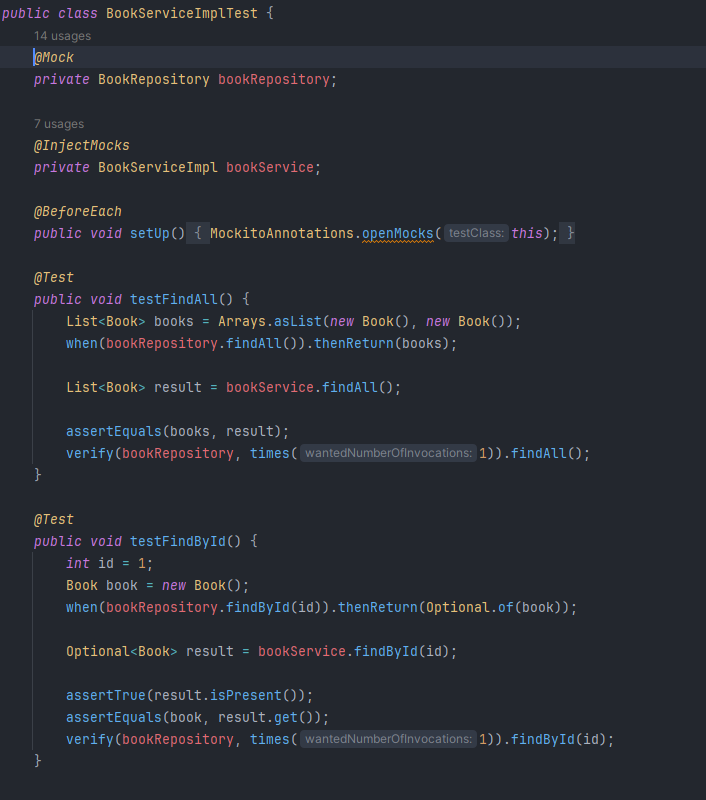 public class BookServiceImplTest {
14 usages
@Mock
private BookRepository bookRepository;
7 usages
@InjectMocks
private BookServiceImpl bookService;
@BeforeEach
public void setUp() { MockitoAnnotations.openMocks( testClass: this); }
@Test
public void testFindAll() {
List<Book> books = Arrays.asList(new Book(), new Book());
when(bookRepository.findAll()).thenReturn(books);
List<Book> result = bookService.findAll();
assertEquals(books, result);
verify(bookRepository, times( wantedNumberOfInvocations: 1)).findAll();
}
@Test
public void testFindById() {
int id = 1;
Book book = new Book();
when(bookRepository.findById(id)).thenReturn(Optional.of(book));
Optional<Book> result = bookService.findById(id);
assertTrue(result.isPresent());
assertEquals(book, result.get());
verify(bookRepository, times( wantedNumberOfInvocations: 1)).findById(id);
}